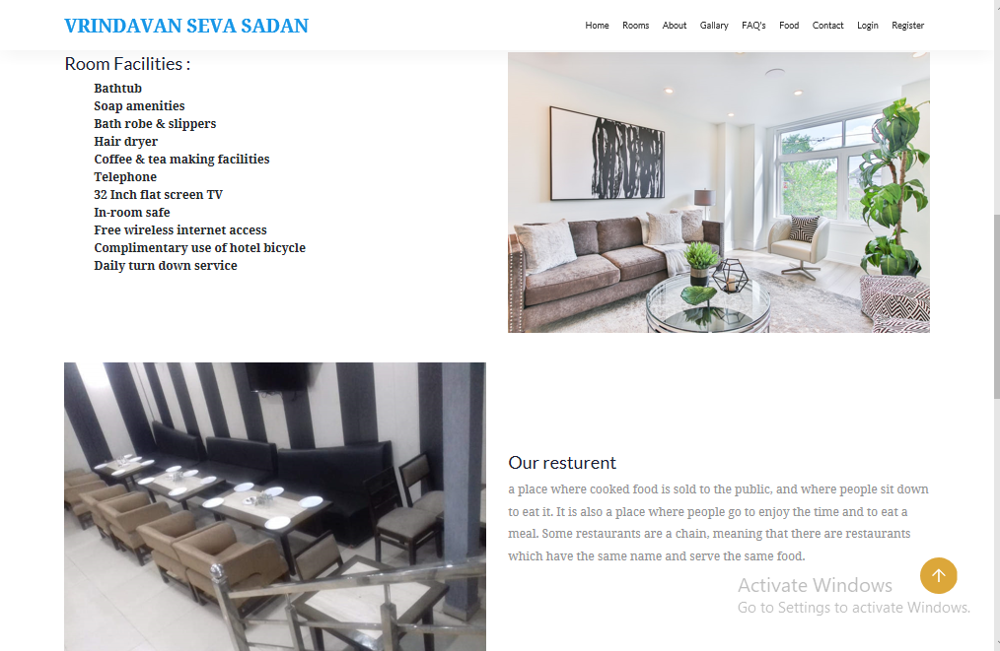 VRINDAVAN SEVA SADAN
Home Rooms About Gallary FAQ's Food Contact Login Register
Room Facilities :
Bathtub
Soap amenities
Bath robe & slippers
Hair dryer
Coffee & tea making facilities
Telephone
32 Inch flat screen TV
In-room safe
Free wireless internet access
Complimentary use of hotel bicycle
Daily turn down service
Our resturent
a place where cooked food is sold to the public, and where people sit down
to eat it. It is also a place where people go to enjoy the time and to eat a
meal. Some restaurants are a chain, meaning that there are restaurants
which have the same name and serve the same food.
Activate Windows
Go to Settings to activate Windows.